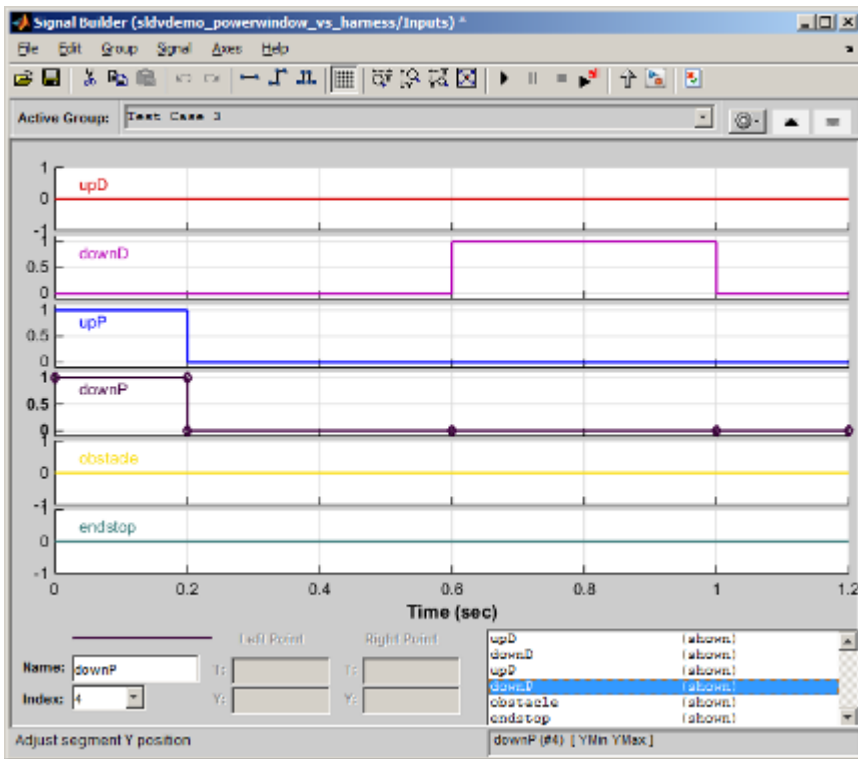 Signal Builder (sldvdemo_powerwindow_vs_harness/Inputs) *
File Edit Group Signal Axes Help
Active Group: Test Case 3
1
upD
0
-1
1
downD
0.5
0
1
upP
0.5
0
1
downP
0.5
0
1
obstacle
0
-1
1
endstop
0
-1
0 0.2 0.4 0.6 0.8 1 1.2
Time (sec)
Left Point Right Point
Name: downP T: T:
Index: 4 Y: Y:
upD (shown)
downD (shown)
upP (shown)
downP (shown)
obstacle (shown)
endstop (shown)
Adjust segment Y position
downP (#4) [ YMin YMax ]